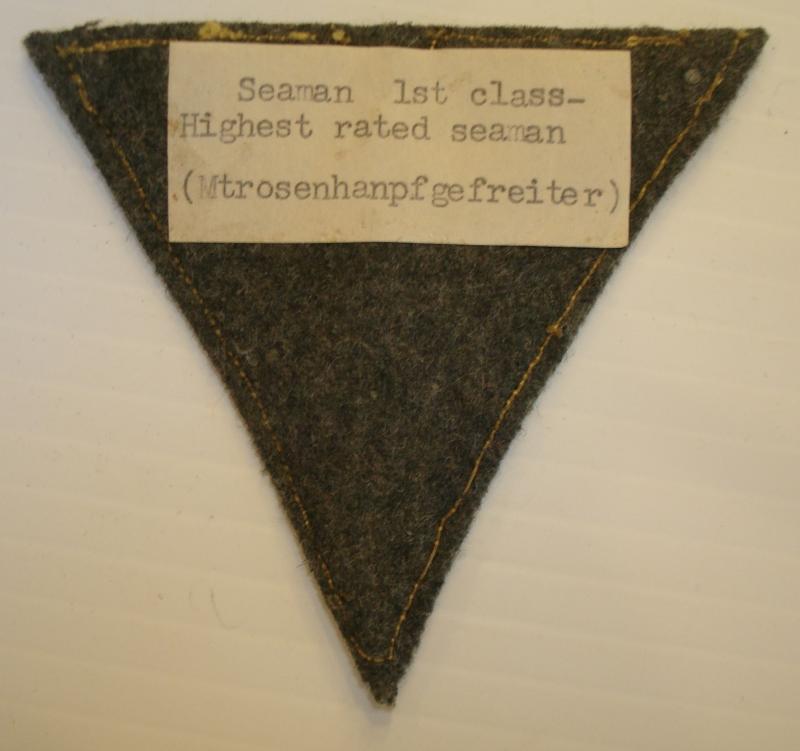 Seaman 1st class-
Highest rated seaman
(Mtrosenhanpfgefreiter)